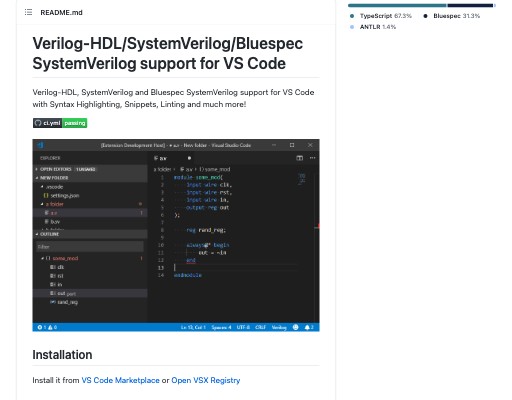 README.md
TypeScript 67.3%
Bluespec 31.3%
ANTLR 1.4%
Verilog-HDL/SystemVerilog/Bluespec
SystemVerilog support for VS Code
Verilog-HDL, SystemVerilog and Bluespec SystemVerilog support for VS Code
with Syntax Highlighting, Snippets, Linting and much more!
ci.yml passing
[Extension Development Host] • a.v - New folder - Visual Studio Code
EXPLORER
OPEN EDITORS 1 UNSAVED
NEW FOLDER
.vscode
settings.json
a folder
a.v 1
b.v
OUTLINE
Filter
some_mod 1
clk
rst
in
out port
rand_reg
a.v
a folder > a.v > {} some_mod
1 module some_mod(
2 input wire clk,
3 input wire rst,
4 input wire in,
5 output reg out
6 );
7
8 reg rand_reg;
9
10 always@* begin
11 out = ~in
12 end
13
14 endmodule
1 0
Ln 13, Col 1 Spaces: 4 UTF-8 CRLF Verilog 2
Installation
Install it from VS Code Marketplace or Open VSX Registry